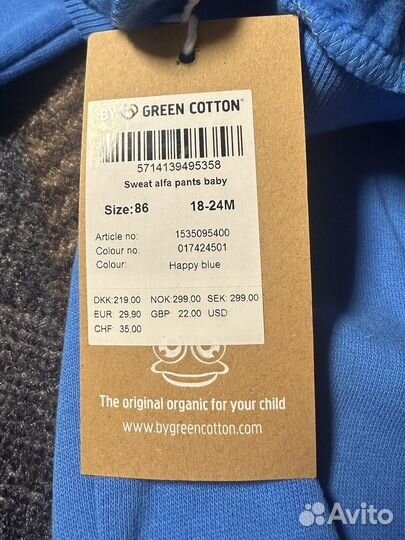 BY GREEN COTTON®
5714139495358
Sweat alfa pants baby
Size:86 18-24M
Article no: 1535095400
Colour no. 017424501
Colour: Happy blue
DKK:219.00 NOK:299.00 SEK: 299.00
EUR: 29.90 GBP: 22.00 USD
CHF: 35.00
The original organic for your child
www.bygreencotton.com
Avito